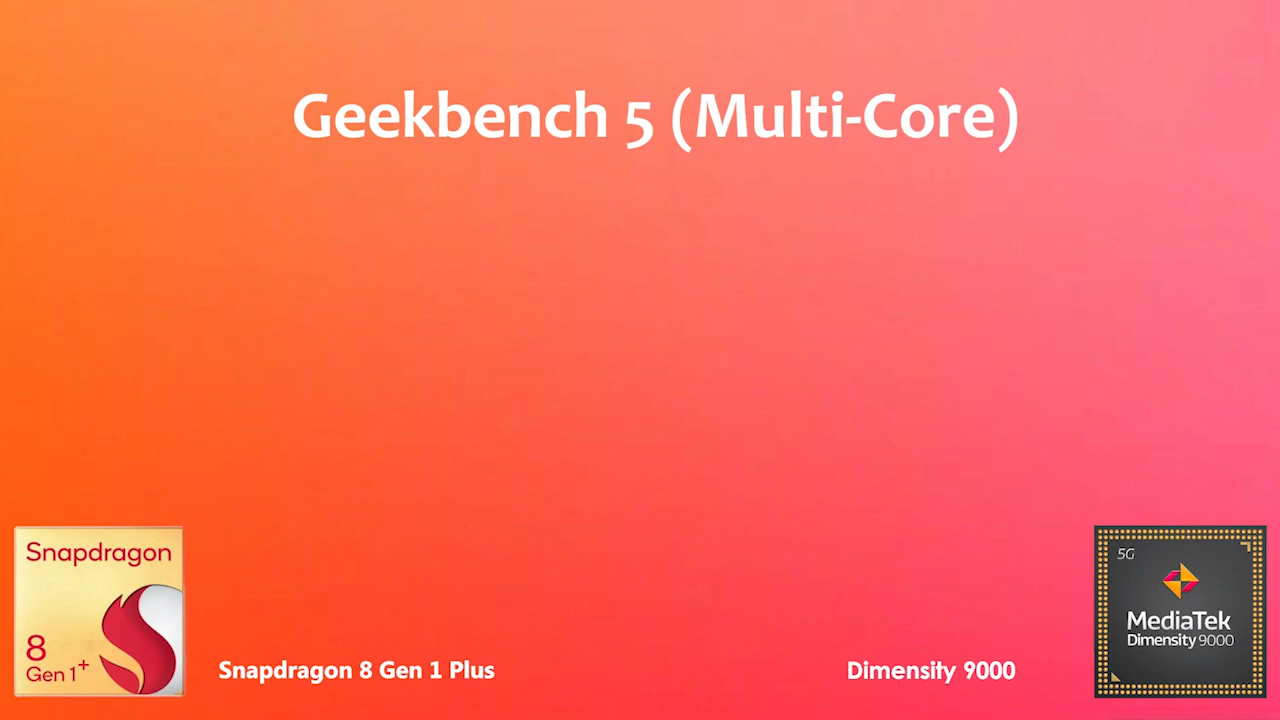 Geekbench 5 (Multi-Core)
Snapdragon
8
Gen 1+
Snapdragon 8 Gen 1 Plus
Dimensity 9000
5G
MediaTek
Dimensity 9000